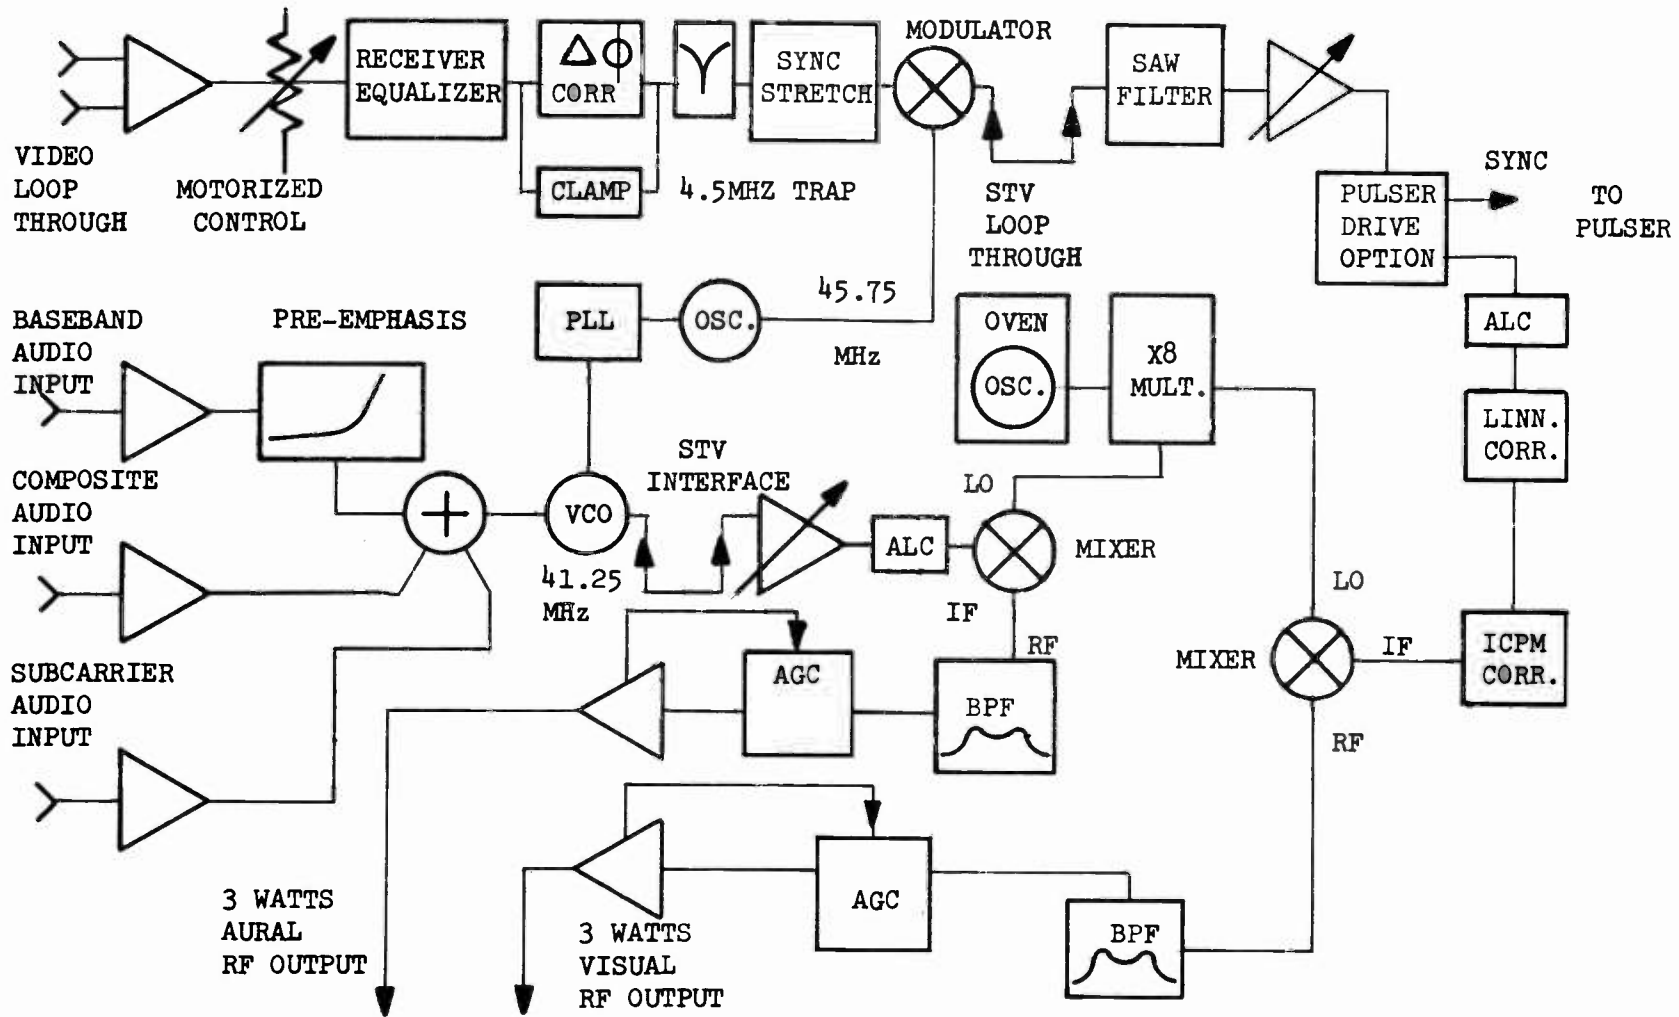 MODULATOR
RECEIVER
EQUALIZER
Δ Φ
CORR
SYNC
STRETCH
SAW
FILTER
VIDEO
LOOP
THROUGH
MOTORIZED
CONTROL
CLAMP
4.5MHZ TRAP
STV
LOOP
THROUGH
SYNC
PULSER
DRIVE
OPTION
TO
PULSER
BASEBAND
AUDIO
INPUT
PRE-EMPHASIS
PLL
OSC.
45.75
MHz
OVEN
OSC.
X8
MULT.
ALC
LINN.
CORR.
COMPOSITE
AUDIO
INPUT
+
VCO
41.25
MHz
STV
INTERFACE
ALC
LO
MIXER
IF
RF
LO
MIXER
IF
RF
ICPM
CORR.
SUBCARRIER
AUDIO
INPUT
AGC
BPF
AGC
BPF
3 WATTS
AURAL
RF OUTPUT
3 WATTS
VISUAL
RF OUTPUT